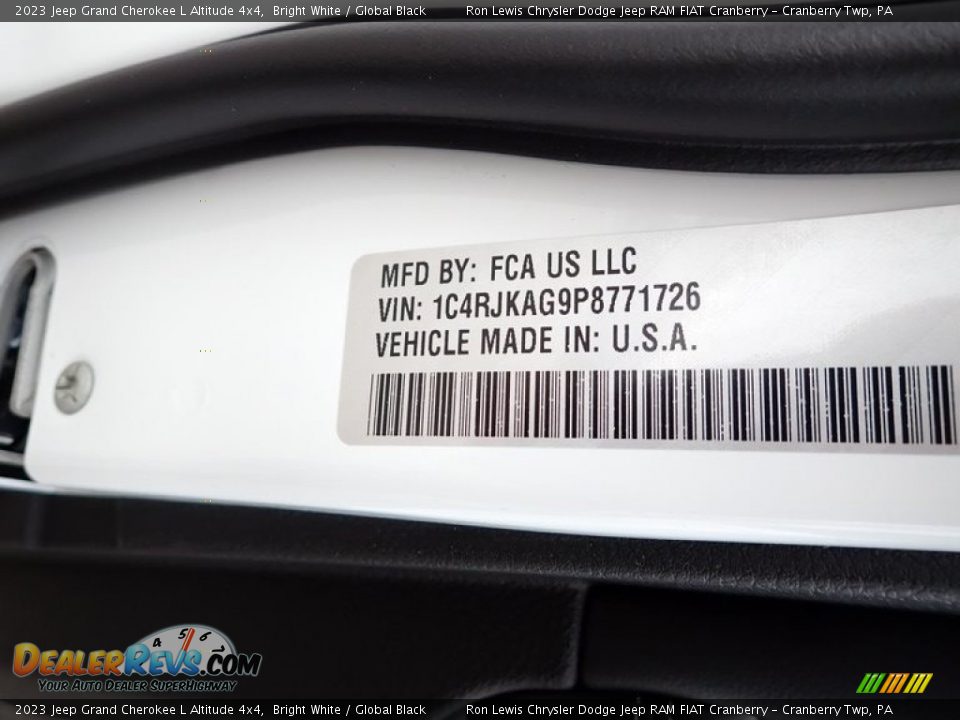 2023 Jeep Grand Cherokee L Altitude 4x4, Bright White / Global Black Ron Lewis Chrysler Dodge Jeep RAM FIAT Cranberry - Cranberry Twp, PA
MFD BY: FCA US LLC
VIN: 1C4RJKAG9P8771726
VEHICLE MADE IN: U.S.A.
4 5 6
DealerRevs.com
Your Auto Dealer SuperHighway
2023 Jeep Grand Cherokee L Altitude 4x4, Bright White / Global Black Ron Lewis Chrysler Dodge Jeep RAM FIAT Cranberry - Cranberry Twp, PA